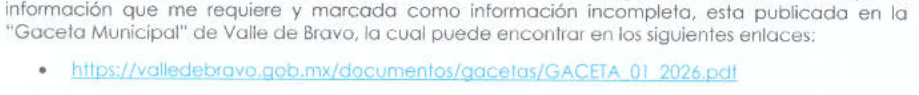 información que me requiere y marcada como información incompleta, esta publicada en la
"Gaceta Municipal" de Valle de Bravo, la cual puede encontrar en los siguientes enlaces:
• https://valledebravo.gob.mx/documentos/gacetas/GACETA_01_2026.pdf